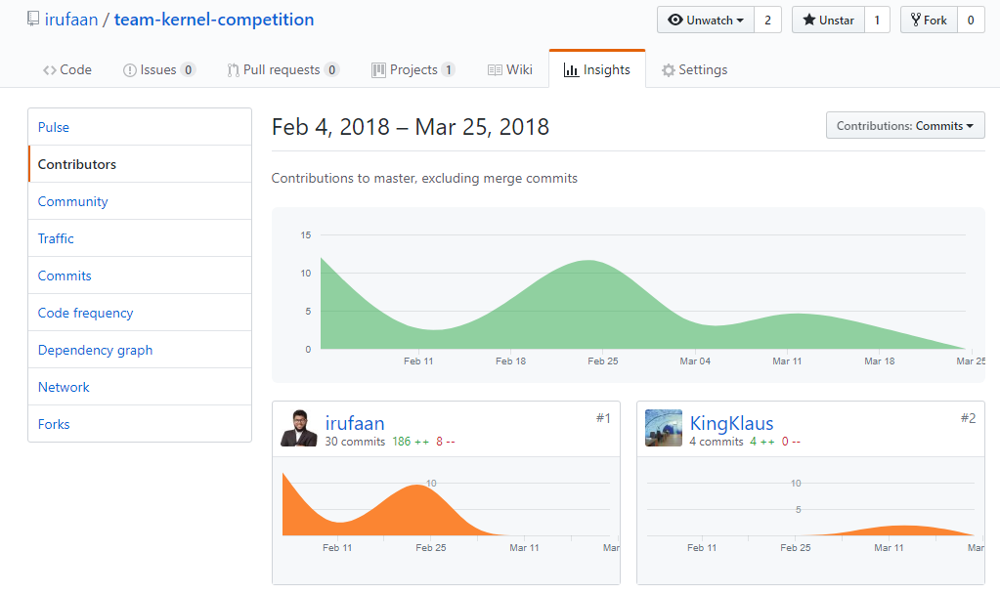 irufaan / team-kernel-competition
Unwatch 2 Unstar 1 Fork 0
Code Issues 0 Pull requests 0 Projects 1 Wiki Insights Settings
Pulse
Contributors
Community
Traffic
Commits
Code frequency
Dependency graph
Network
Forks
Feb 4, 2018 – Mar 25, 2018
Contributions: Commits
Contributions to master, excluding merge commits
15
10
5
0
Feb 11 Feb 18 Feb 25 Mar 04 Mar 11 Mar 18 Mar 25
irufaan #1
30 commits 186 ++ 8 --
10
Feb 11 Feb 25 Mar 11 Mar
KingKlaus #2
4 commits 4 ++ 0 --
10
5
Feb 11 Feb 25 Mar 11 Mar